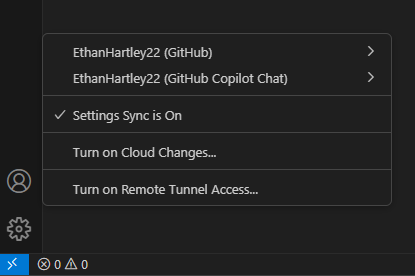 EthanHartley22 (GitHub)
EthanHartley22 (GitHub Copilot Chat)
Settings Sync is On
Turn on Cloud Changes...
Turn on Remote Tunnel Access...
0 0